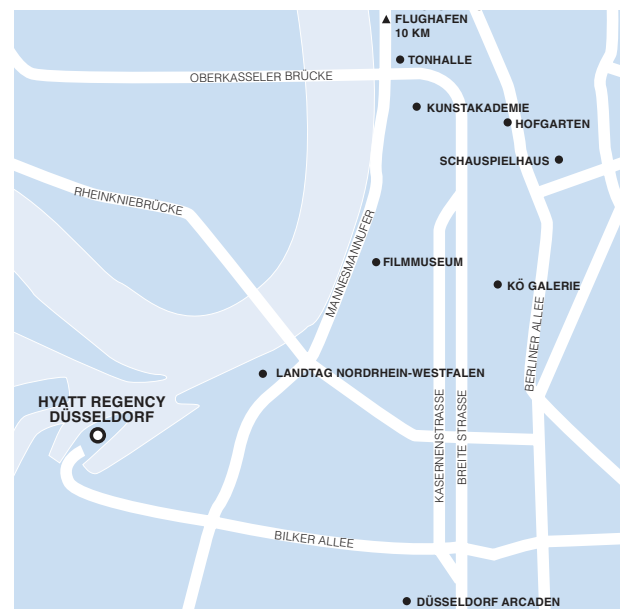 FLUGHAFEN
10 KM
TONHALLE
OBERKASSELER BRÜCKE
KUNSTAKADEMIE
HOFGARTEN
SCHAUSPIELHAUS
RHEINKNIEBRÜCKE
MANNESMANNUFER
FILMMUSEUM
KÖ GALERIE
BERLINER ALLEE
LANDTAG NORDRHEIN-WESTFALEN
HYATT REGENCY
DÜSSELDORF
KASERNENSTRASSE
BREITE STRASSE
BILKER ALLEE
DÜSSELDORF ARCADEN